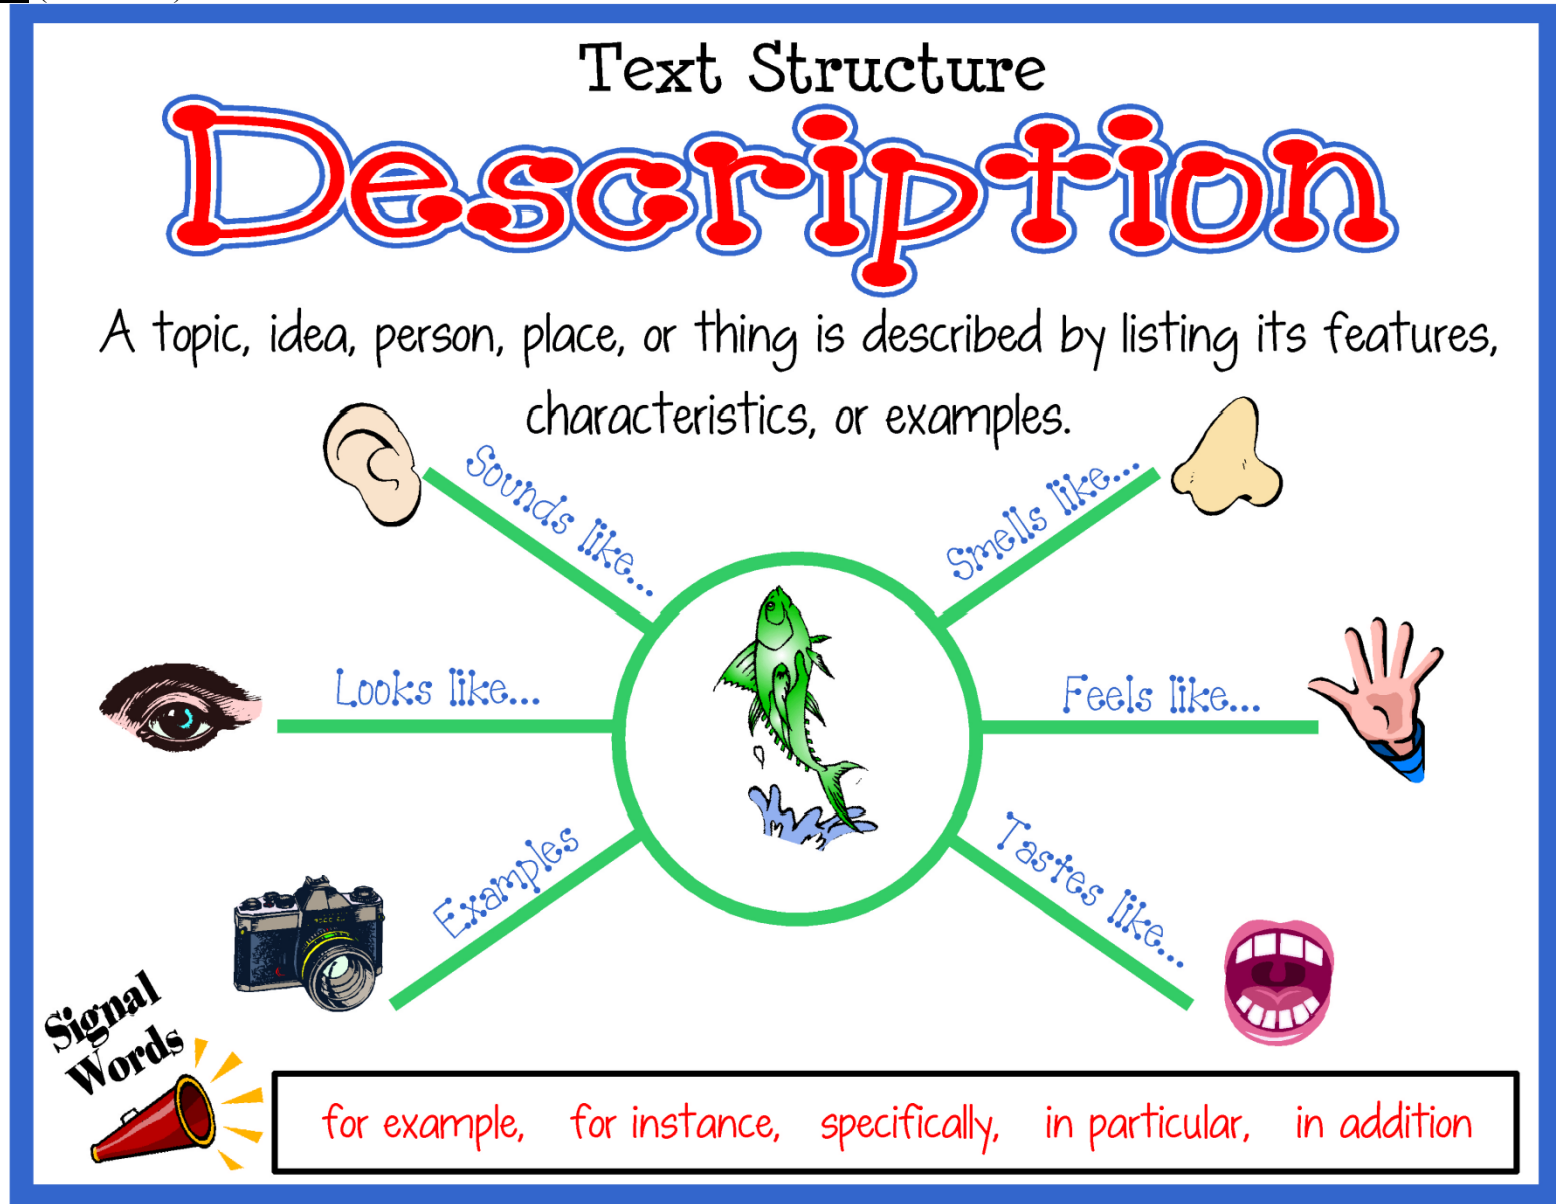 Text Structure
Description
A topic, idea, person, place, or thing is described by listing its features,
characteristics, or examples.
Sounds like...
Smells like...
Looks like...
Feels like...
Examples
Tastes like...
Signal
Words
for example, for instance, specifically, in particular, in addition